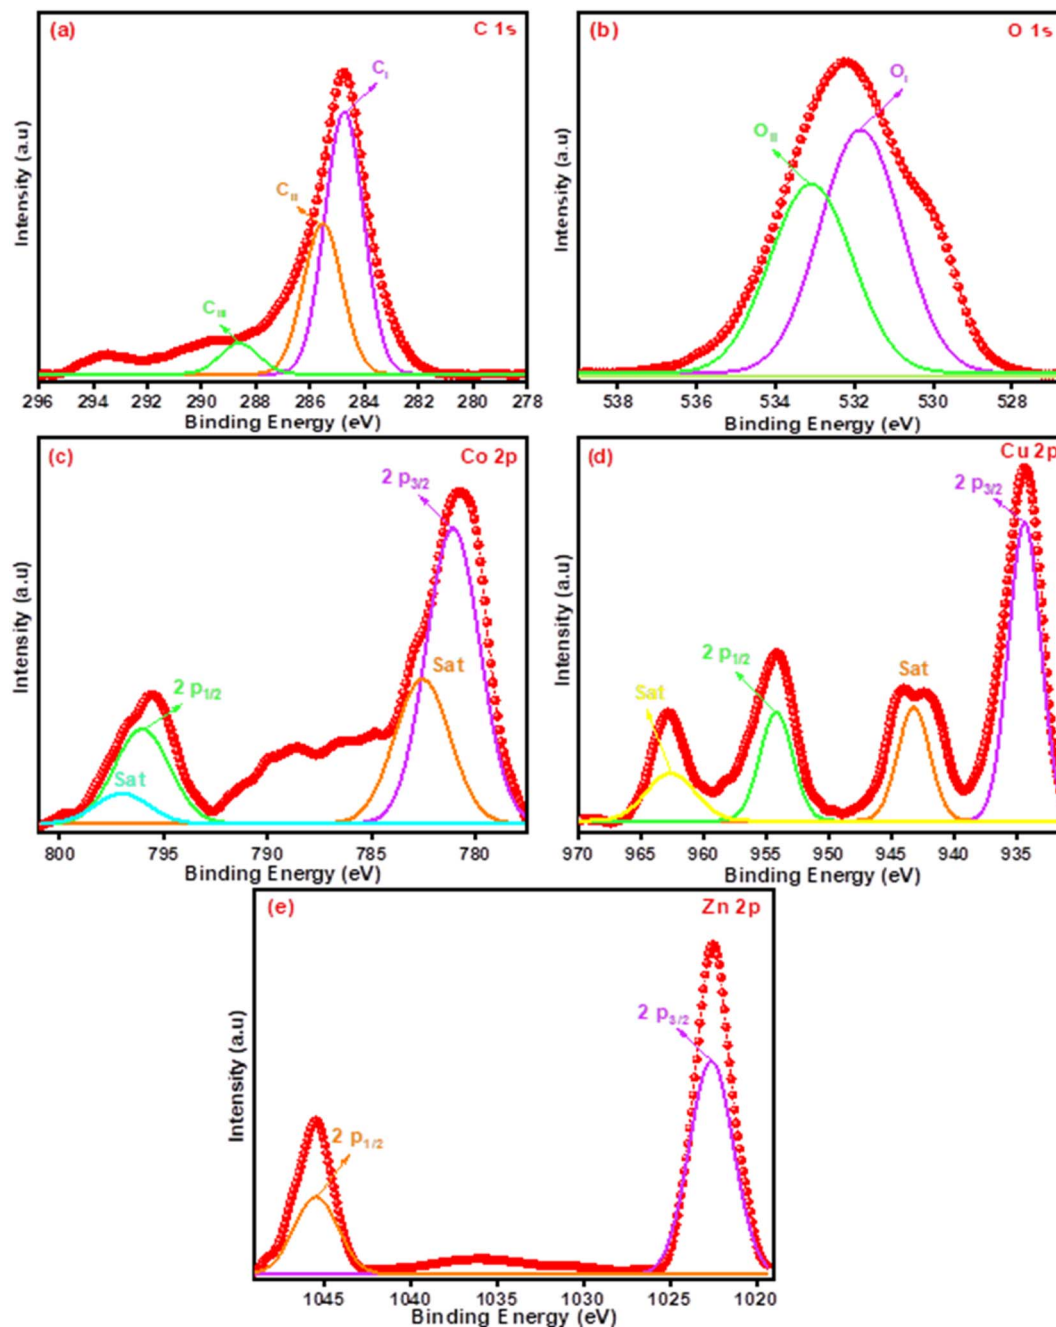 (a) C 1s
C_I
C_II
C_III
Intensity (a.u)
296 294 292 290 288 286 284 282 280 278
Binding Energy (eV)
(b) O 1s
O_I
O_II
Intensity (a.u)
538 536 534 532 530 528
Binding Energy (eV)
(c) Co 2p
2 p3/2
Sat
2 p1/2
Sat
Intensity (a.u)
800 795 790 785 780
Binding Energy (eV)
(d) Cu 2p
2 p3/2
2 p1/2
Sat
Sat
Intensity (a.u)
970 965 960 955 950 945 940 935
Binding Energy (eV)
(e) Zn 2p
2 p3/2
2 p1/2
Intensity (a.u)
1045 1040 1035 1030 1025 1020
Binding Energy (eV)